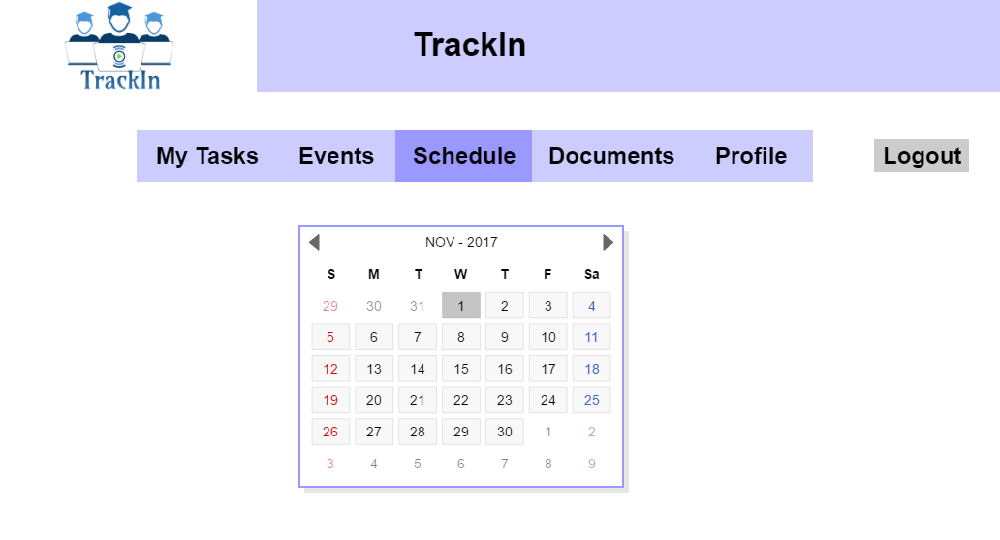 TrackIn
TrackIn
My Tasks Events Schedule Documents Profile Logout
NOV - 2017
S M T W T F Sa
29 30 31 1 2 3 4
5 6 7 8 9 10 11
12 13 14 15 16 17 18
19 20 21 22 23 24 25
26 27 28 29 30 1 2
3 4 5 6 7 8 9